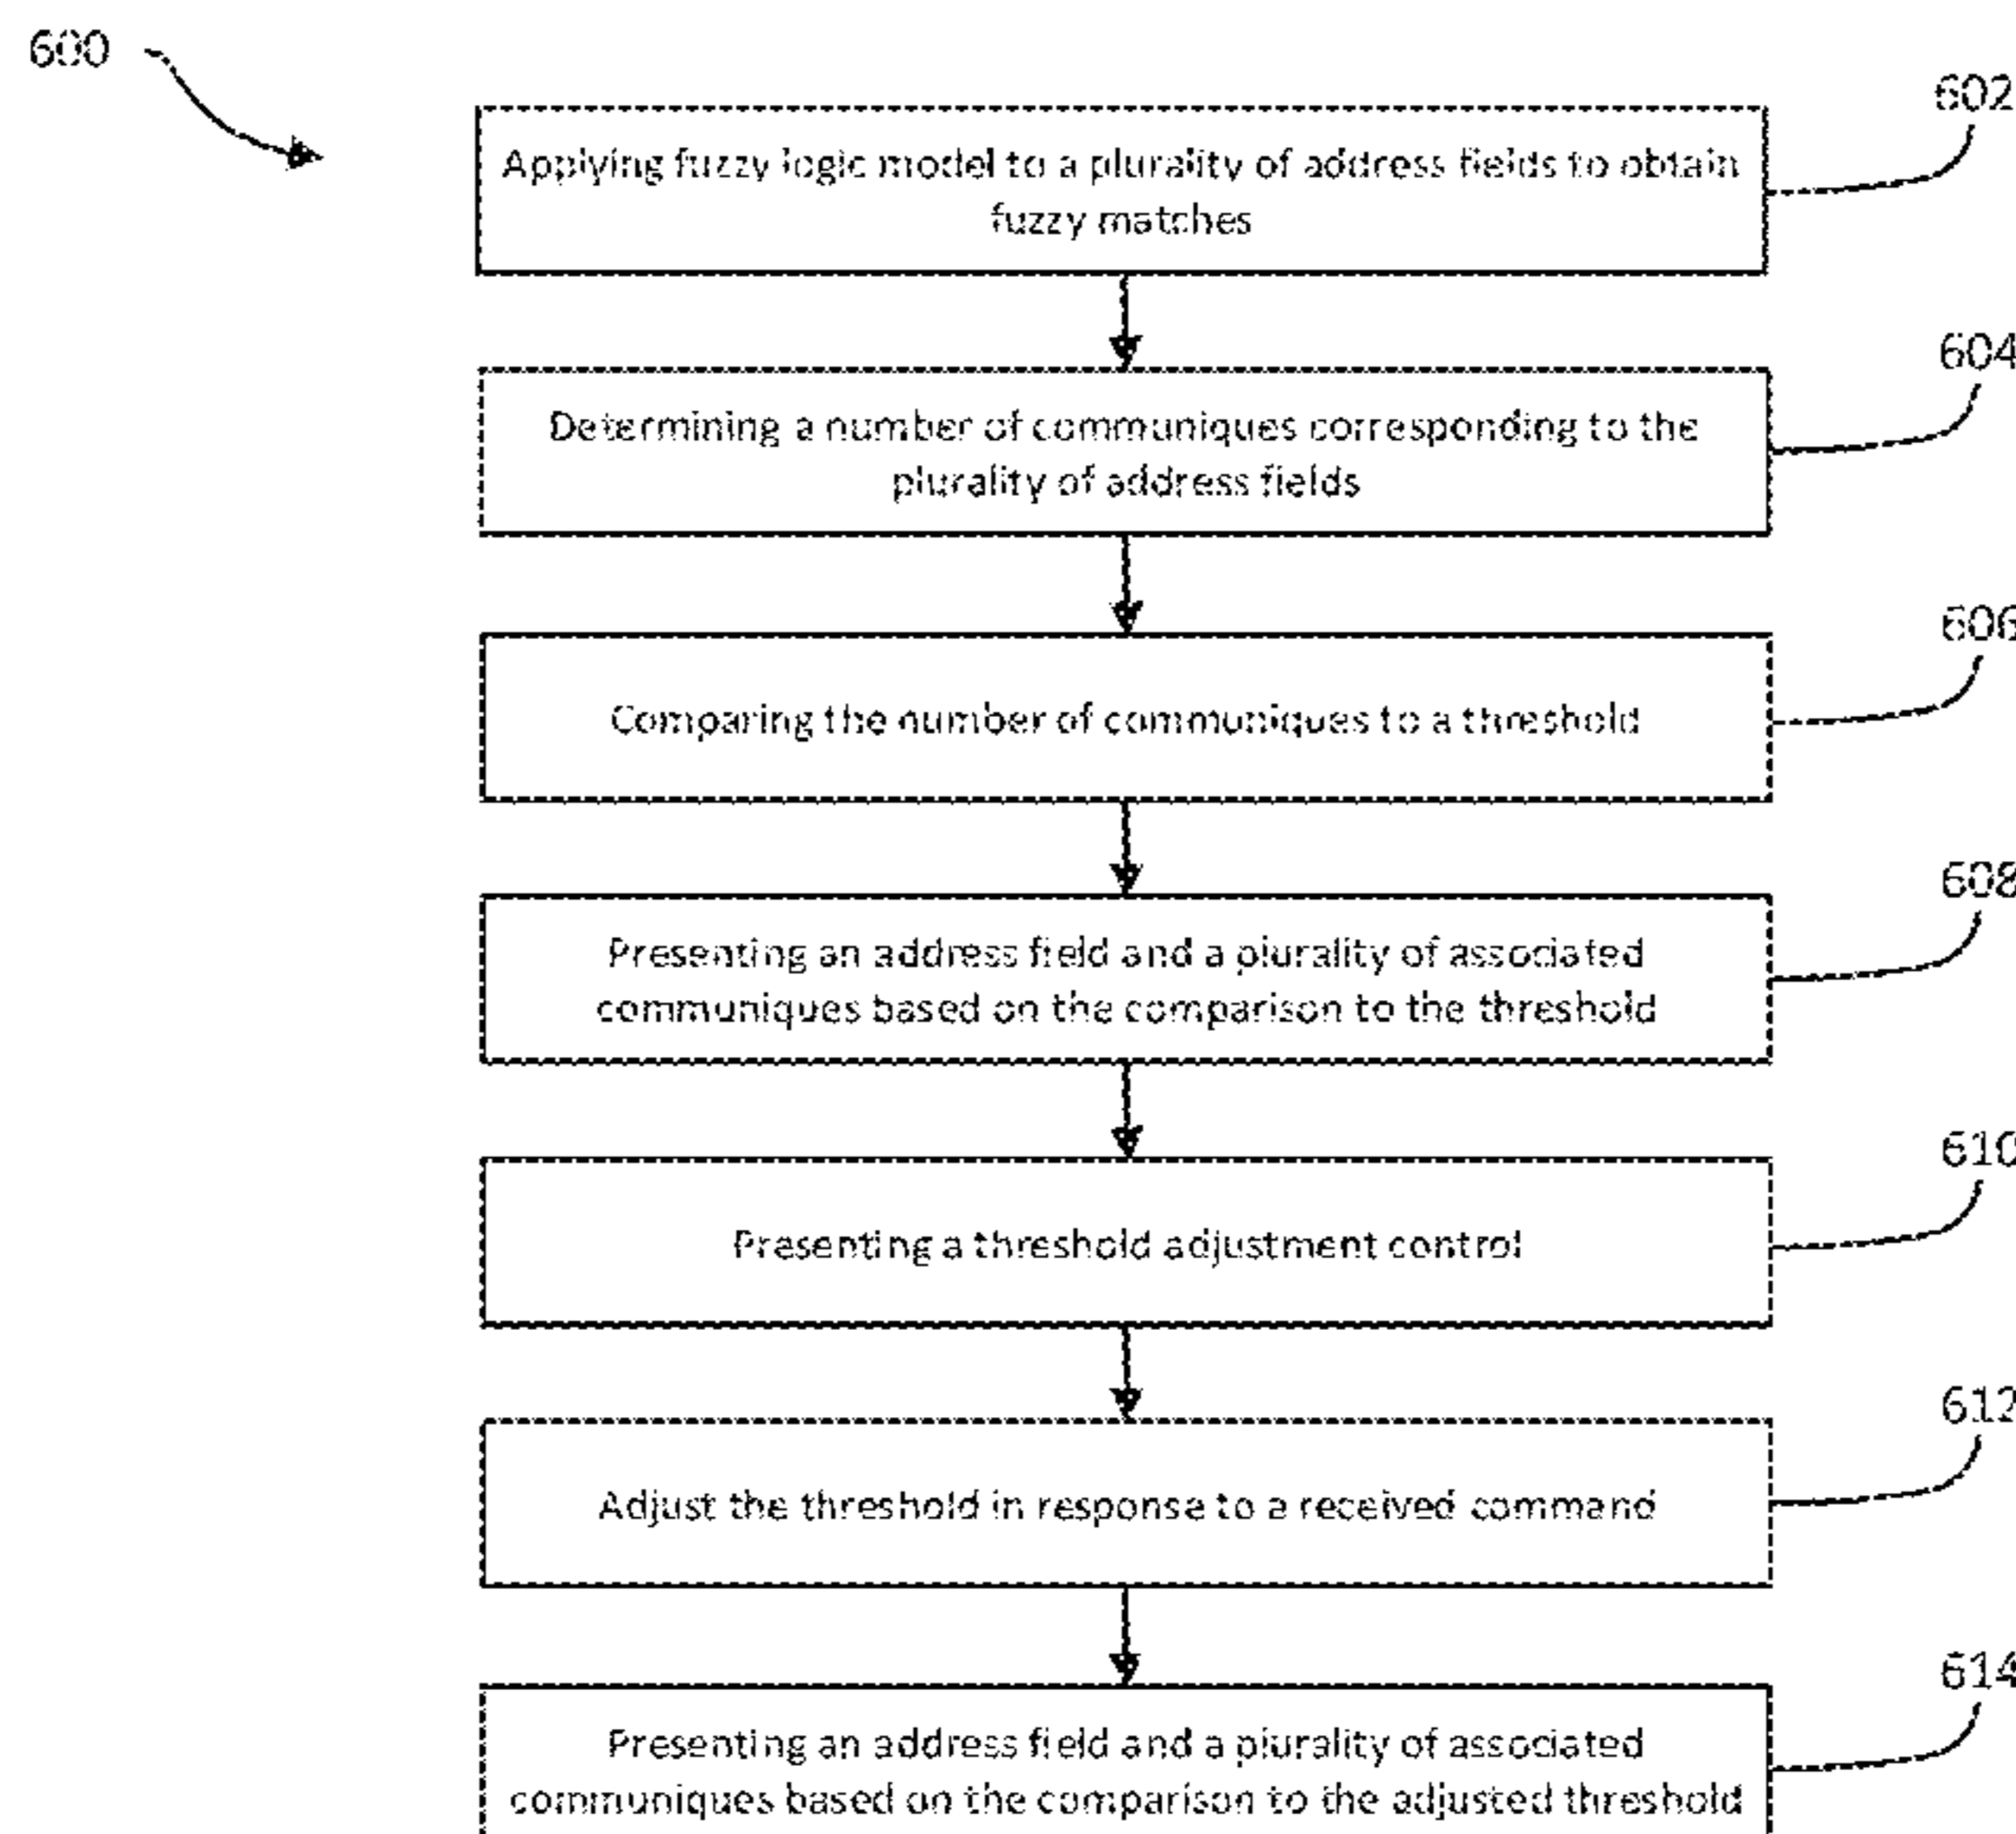 600
602
Applying fuzzy logic model to a plurality of address fields to obtain
fuzzy matches
604
Determining a number of communiques corresponding to the
plurality of address fields
606
Comparing the number of communiques to a threshold
608
Presenting an address field and a plurality of associated
communiques based on the comparison to the threshold
610
Presenting a threshold adjustment control
612
Adjust the threshold in response to a received command
614
Presenting an address field and a plurality of associated
communiques based on the comparison to the adjusted threshold